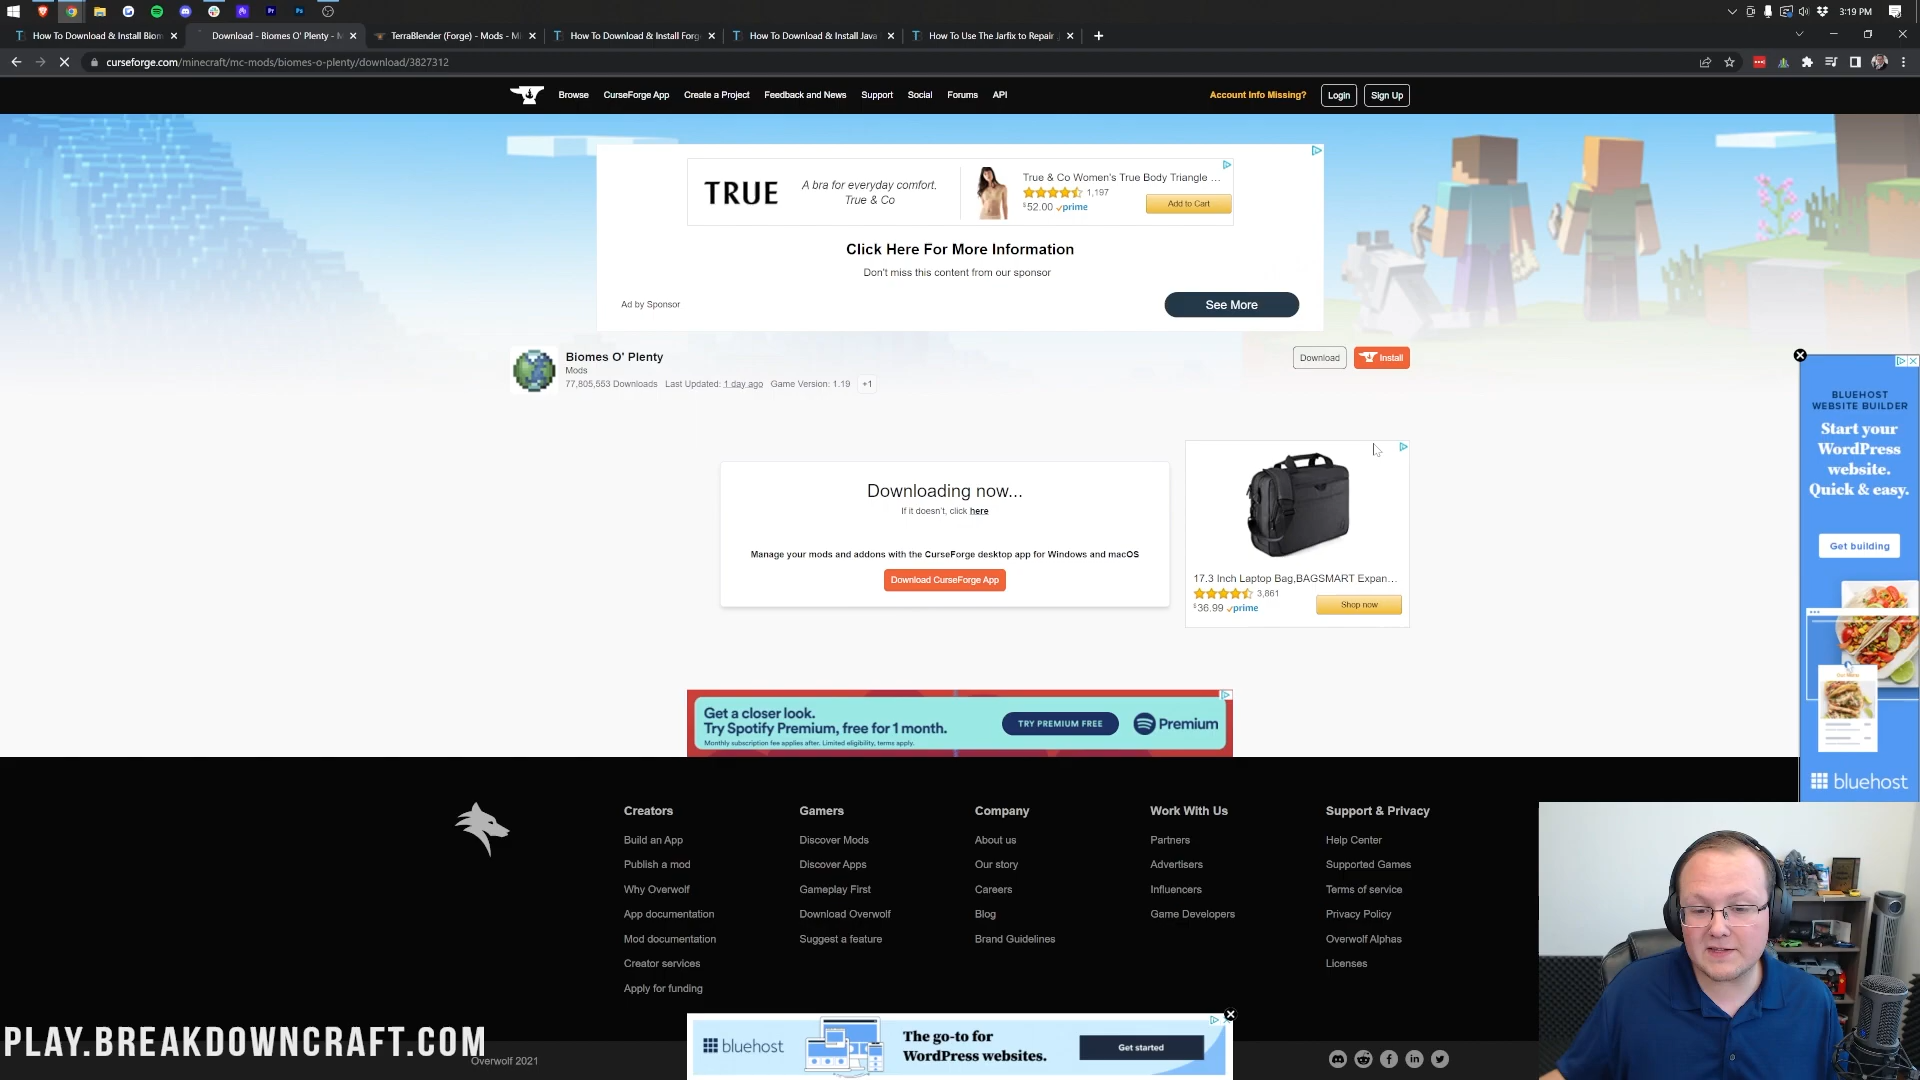 3:19 PM
How To Download & Install Biom
Download - Biomes O' Plenty - M
TerraBlender (Forge) - Mods - Mi
How To Download & Install Forg
How To Download & Install Java
How To Use The Jarfix to Repair
curseforge.com/minecraft/mc-mods/biomes-o-plenty/download/3827312
Browse
CurseForge App
Create a Project
Feedback and News
Support
Social
Forums
API
Account Info Missing?
Login
Sign Up
TRUE
A bra for everyday comfort.
True & Co
True & Co Women's True Body Triangle ...
1,197
$52.00 prime
Add to Cart
Click Here For More Information
Don't miss this content from our sponsor
Ad by Sponsor
See More
Biomes O' Plenty
Mods
77,805,553 Downloads Last Updated: 1 day ago Game Version: 1.19 +1
Download
Install
Downloading now...
If it doesn't, click here
Manage your mods and addons with the CurseForge desktop app for Windows and macOS
Download CurseForge App
17.3 Inch Laptop Bag,BAGSMART Expan...
3,861
$36.99 prime
Shop now
BLUEHOST
WEBSITE BUILDER
Start your
WordPress
website.
Quick & easy.
Get building
bluehost
Get a closer look.
Try Spotify Premium, free for 1 month.
Monthly subscription fee applies after. Limited eligibility, terms apply.
TRY PREMIUM FREE
Premium
Creators
Build an App
Publish a mod
Why Overwolf
App documentation
Mod documentation
Creator services
Apply for funding
Gamers
Discover Mods
Discover Apps
Gameplay First
Download Overwolf
Suggest a feature
Company
About us
Our story
Careers
Blog
Brand Guidelines
Work With Us
Partners
Advertisers
Influencers
Game Developers
Support & Privacy
Help Center
Supported Games
Terms of service
Privacy Policy
Overwolf Alphas
Licenses
PLAY.BREAKDOWNCRAFT.COM
Overwolf 2021
bluehost
The go-to for
WordPress websites.
Get started